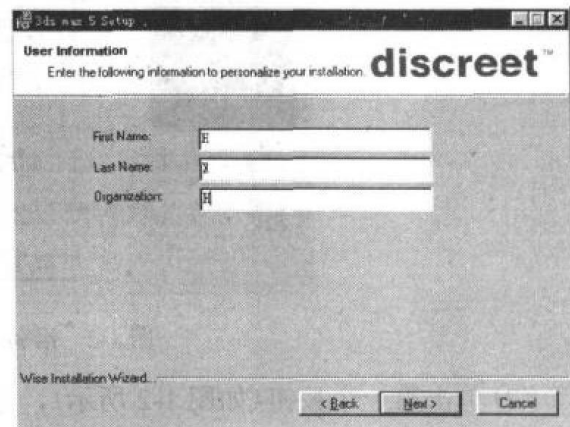 3ds max 5 Setup
User Information
Enter the following information to personalize your installation.
discreet™
First Name: H
Last Name:
Organization: H
Wise Installation Wizard...
< Back
Next >
Cancel